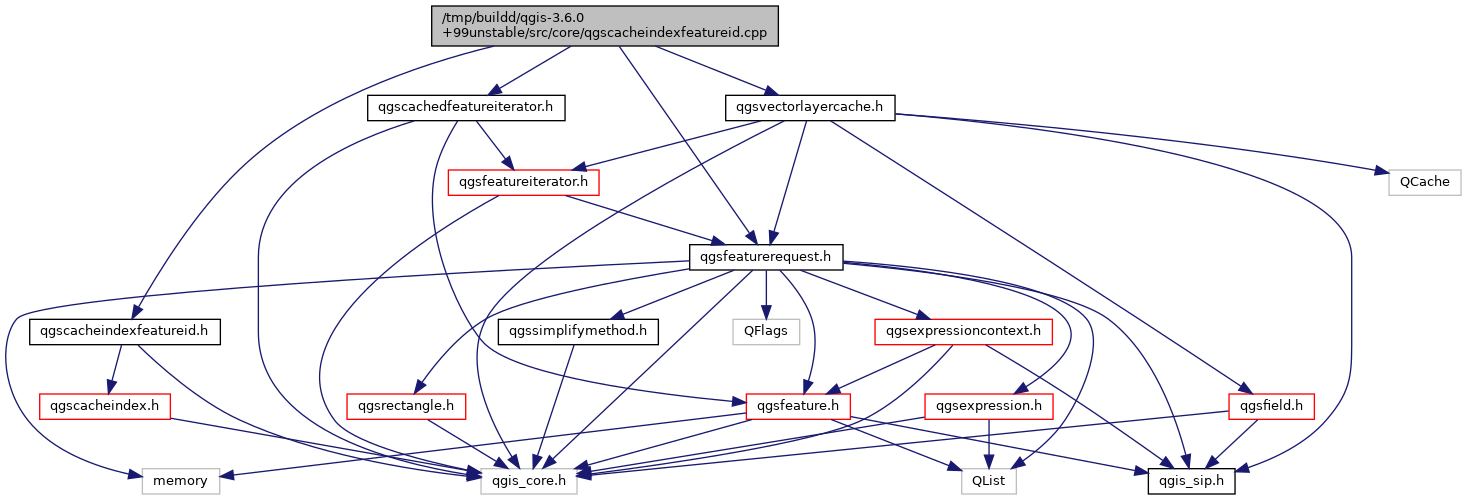 /tmp/buildd/qgis-3.6.0
+99unstable/src/core/qgscacheindexfeatureid.cpp
qgscachedfeatureiterator.h
qgsvectorlayercache.h
qgsfeatureiterator.h
QCache
qgsfeaturerequest.h
qgscacheindexfeatureid.h
qgssimplifymethod.h
QFlags
qgsexpressioncontext.h
qgscacheindex.h
qgsrectangle.h
qgsfeature.h
qgsexpression.h
qgsfield.h
memory
qgis_core.h
QList
qgis_sip.h